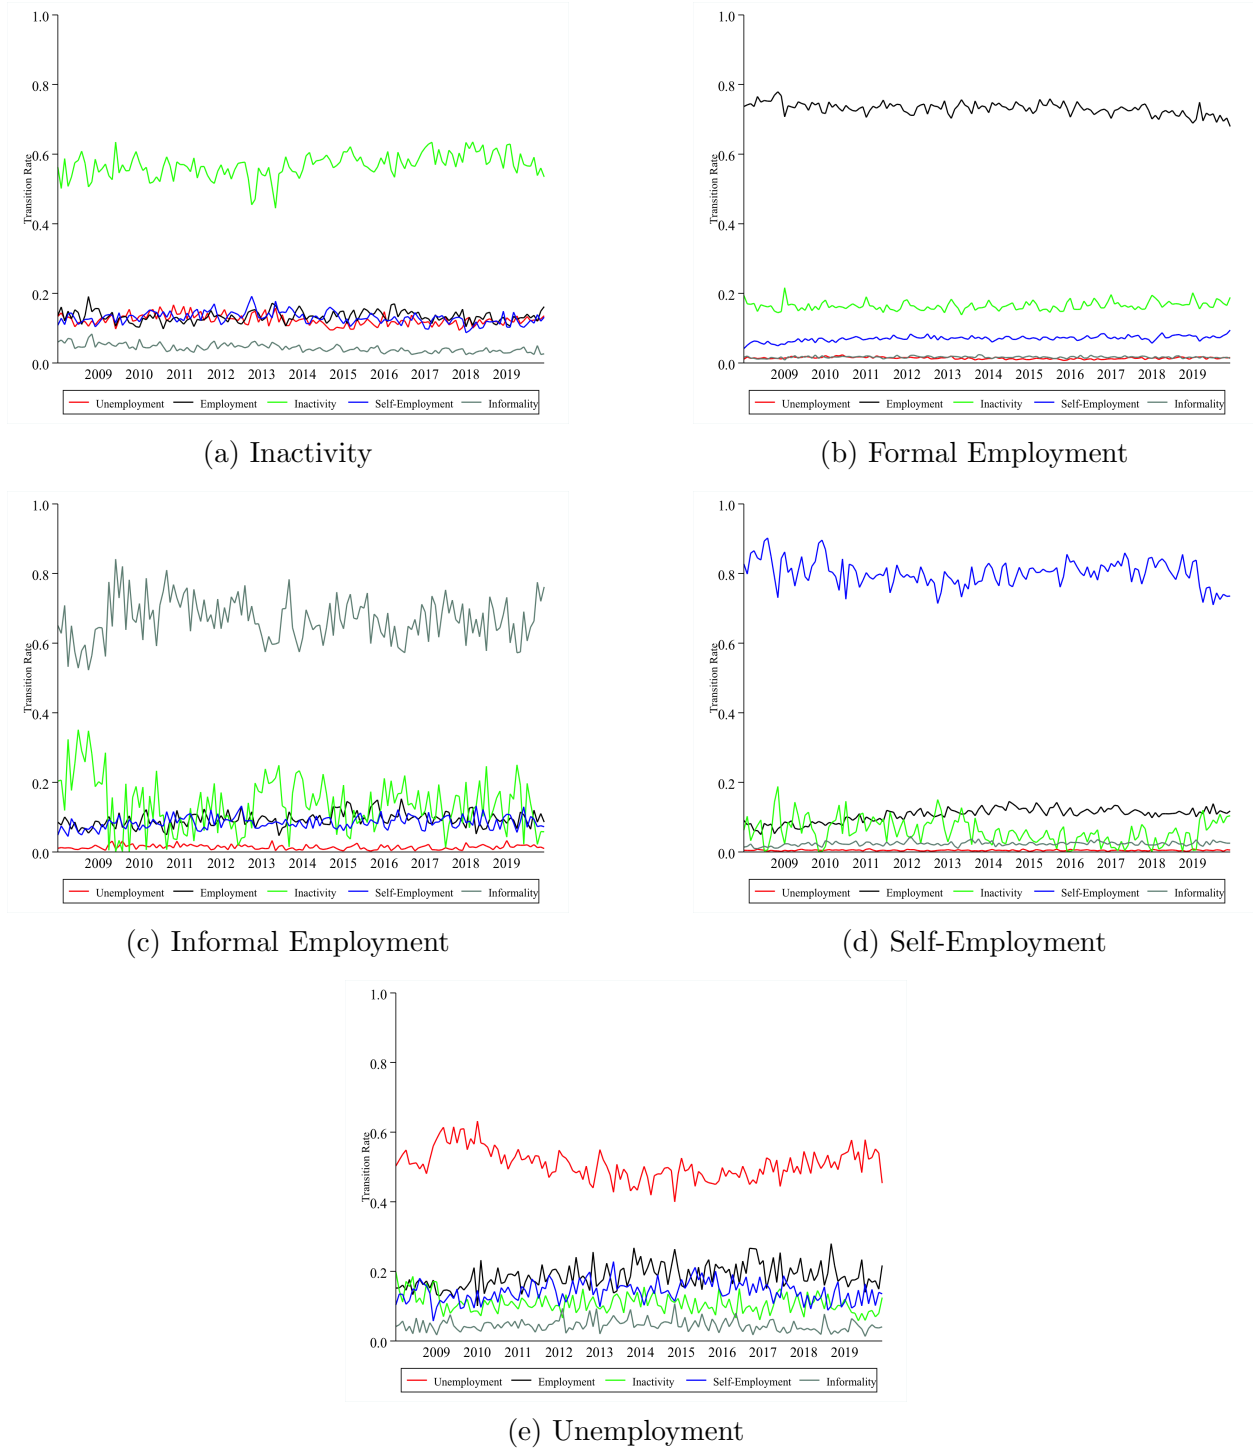 1.0
0.8
0.6
0.4
0.2
0.0
Transition Rate
2009 2010 2011 2012 2013 2014 2015 2016 2017 2018 2019
Unemployment Employment Inactivity Self-Employment Informality
(a) Inactivity
1.0
0.8
0.6
0.4
0.2
0.0
Transition Rate
2009 2010 2011 2012 2013 2014 2015 2016 2017 2018 2019
Unemployment Employment Inactivity Self-Employment Informality
(b) Formal Employment
1.0
0.8
0.6
0.4
0.2
0.0
Transition Rate
2009 2010 2011 2012 2013 2014 2015 2016 2017 2018 2019
Unemployment Employment Inactivity Self-Employment Informality
(c) Informal Employment
1.0
0.8
0.6
0.4
0.2
0.0
Transition Rate
2009 2010 2011 2012 2013 2014 2015 2016 2017 2018 2019
Unemployment Employment Inactivity Self-Employment Informality
(d) Self-Employment
1.0
0.8
0.6
0.4
0.2
0.0
Transition Rate
2009 2010 2011 2012 2013 2014 2015 2016 2017 2018 2019
Unemployment Employment Inactivity Self-Employment Informality
(e) Unemployment